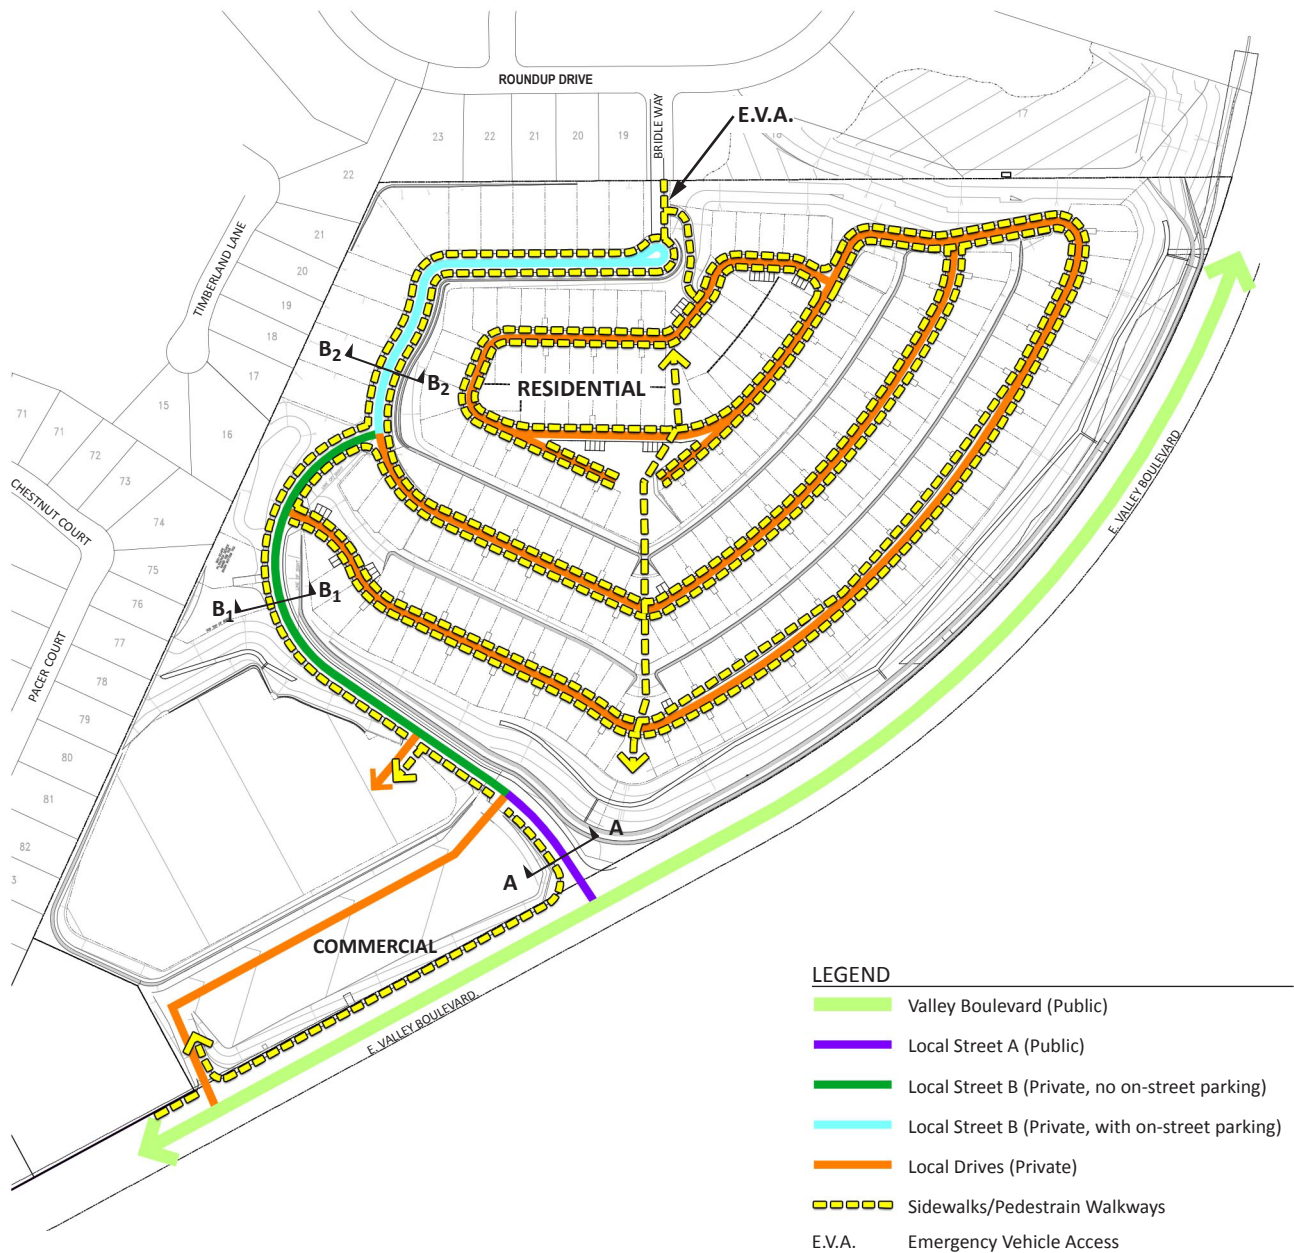 ROUNDUP DRIVE
BRIDLE WAY
E.V.A.
17
18
23
22
21
20
19
22
21
20
19
18
17
16
15
TIMBERLAND LANE
B2
B2
RESIDENTIAL
71
71
72
73
74
75
76
77
78
79
80
81
82
3
CHESTNUT COURT
PACER COURT
B1
B1
E. VALLEY BOULEVARD
A
A
COMMERCIAL
E. VALLEY BOULEVARD.
LEGEND
Valley Boulevard (Public)
Local Street A (Public)
Local Street B (Private, no on-street parking)
Local Street B (Private, with on-street parking)
Local Drives (Private)
Sidewalks/Pedestrain Walkways
E.V.A. Emergency Vehicle Access